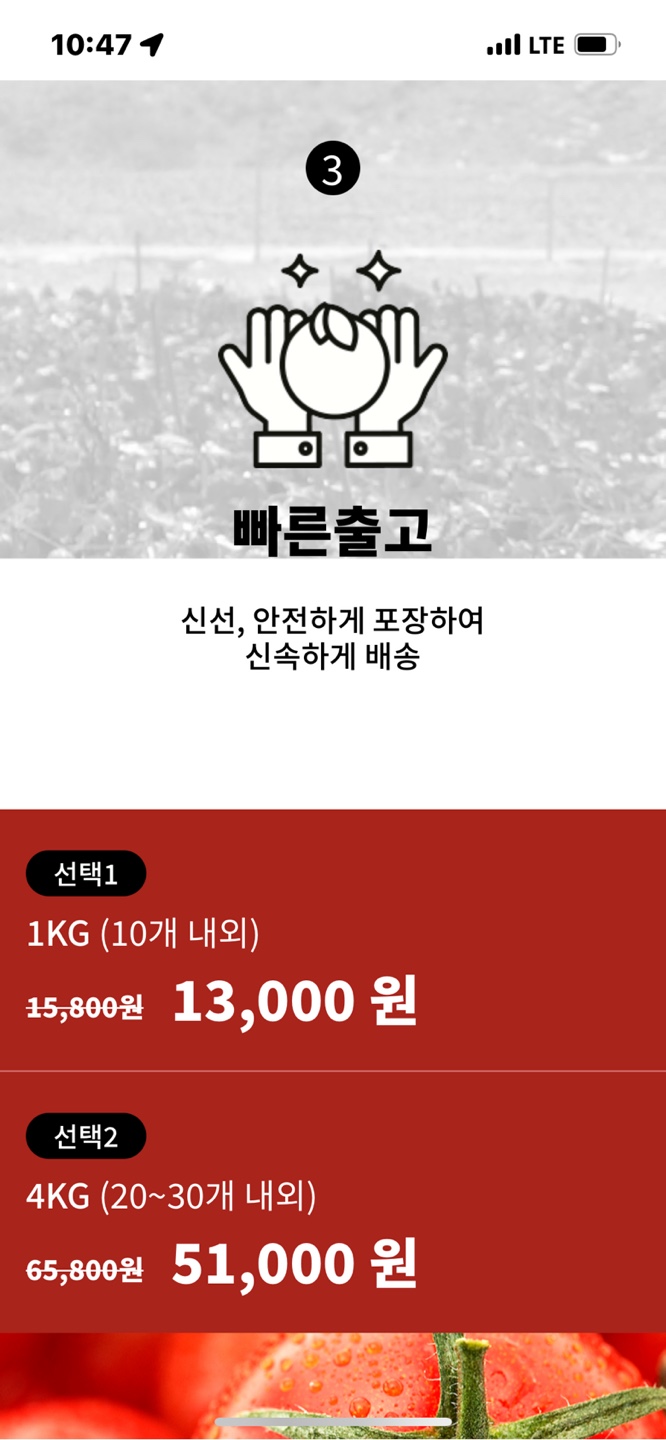 10:47 LTE
3
빠른출고
신선, 안전하게 포장하여
신속하게 배송
선택1
1KG (10개 내외)
15,800원 13,000 원
선택2
4KG (20~30개 내외)
65,800원 51,000 원